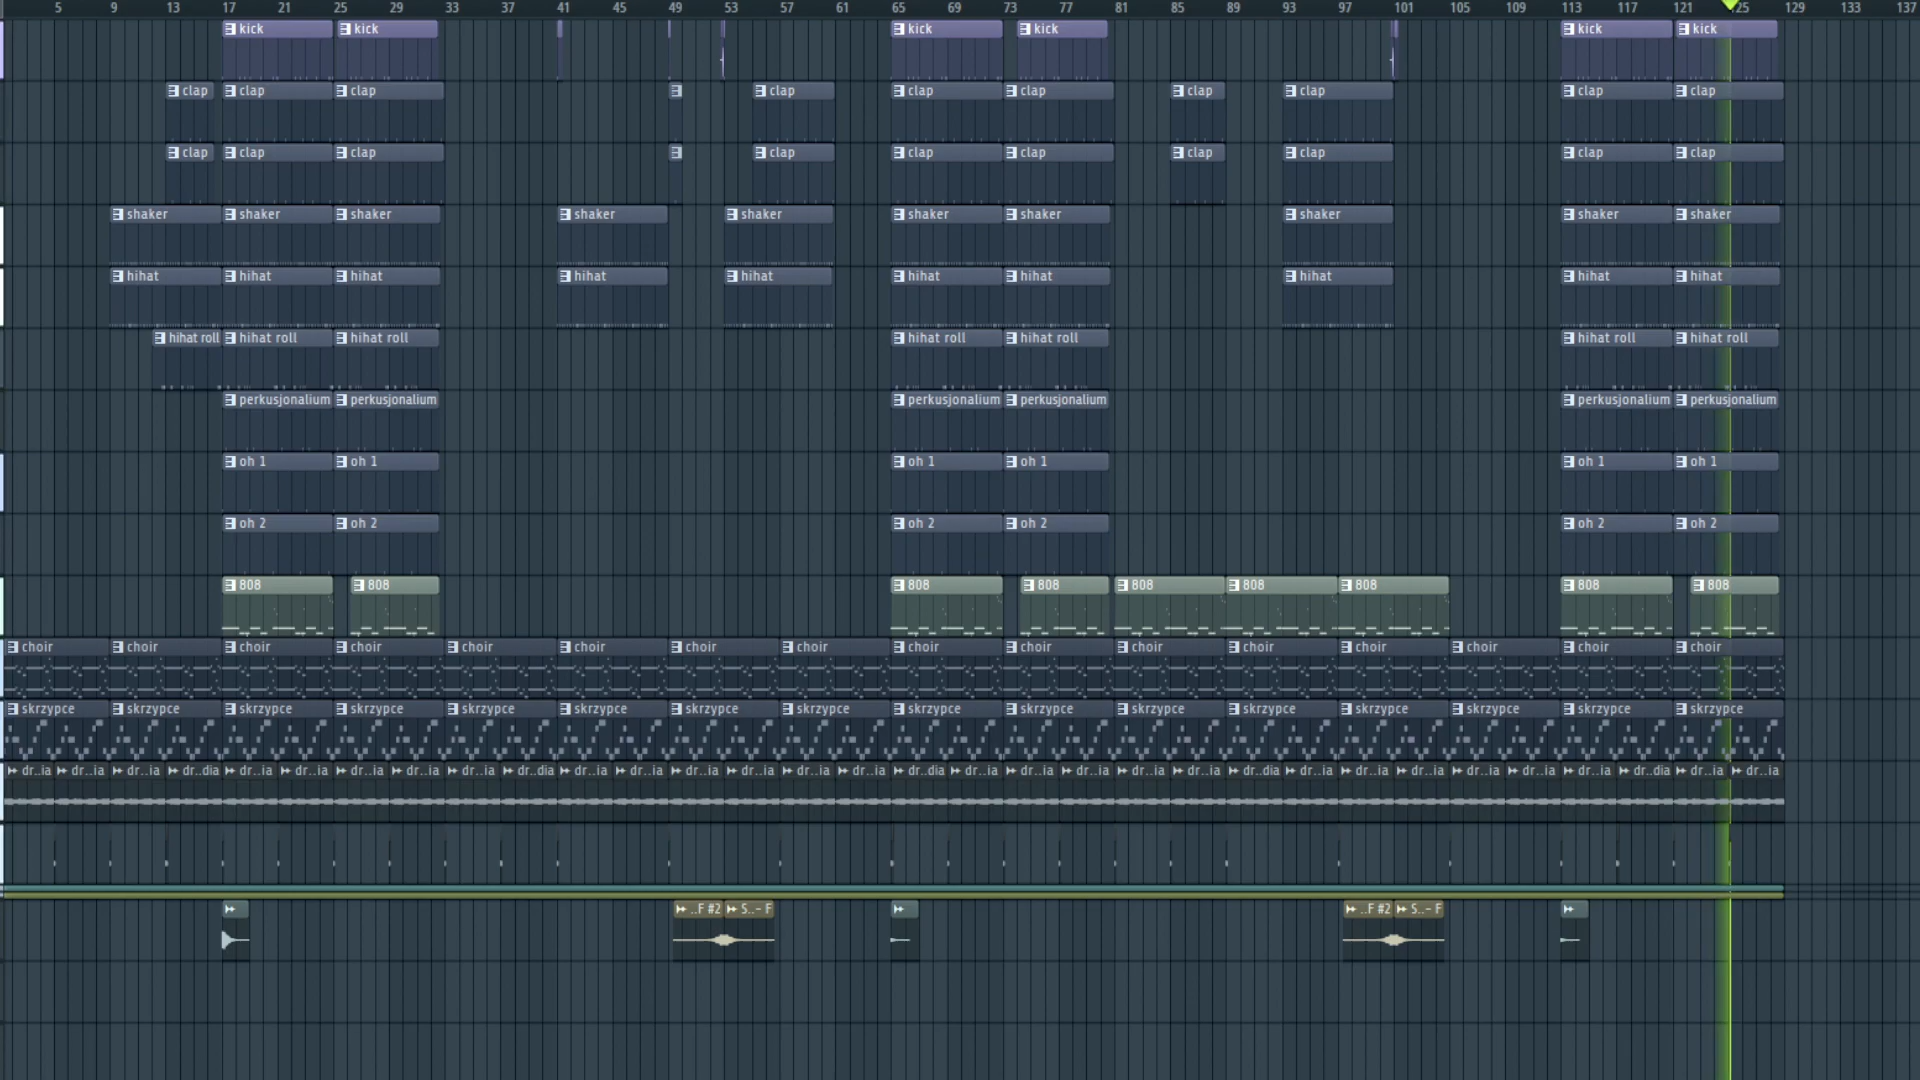 5 9 13 17 21 25 29 33 37 41 45 49 53 57 61 65 69 73 77 81 85 89 93 97 101 105 109 113 117 121 125 129 133 137
kick kick kick kick kick kick
clap clap clap clap clap clap clap clap clap clap
clap clap clap clap clap clap clap clap clap clap
shaker shaker shaker shaker shaker shaker shaker shaker shaker shaker
hihat hihat hihat hihat hihat hihat hihat hihat hihat hihat
hihat roll hihat roll hihat roll hihat roll hihat roll hihat roll hihat roll
perkusjonalium perkusjonalium perkusjonalium perkusjonalium perkusjonalium perkusjonalium
oh 1 oh 1 oh 1 oh 1 oh 1 oh 1
oh 2 oh 2 oh 2 oh 2 oh 2 oh 2
808 808 808 808 808 808 808 808 808
choir choir choir choir choir choir choir choir choir choir choir choir choir choir choir choir
skrzypce skrzypce skrzypce skrzypce skrzypce skrzypce skrzypce skrzypce skrzypce skrzypce skrzypce skrzypce skrzypce skrzypce skrzypce skrzypce
dr..ia dr..ia dr..ia dr..dia dr..ia dr..ia dr..ia dr..ia dr..ia dr..dia dr..ia dr..ia dr..ia dr..ia dr..ia dr..ia dr..dia dr..ia dr..ia dr..ia dr..ia dr..ia dr..dia dr..ia dr..ia dr..ia dr..ia dr..ia dr..ia dr..dia dr..ia dr..ia
..F #2 S..- F ..F #2 S..- F